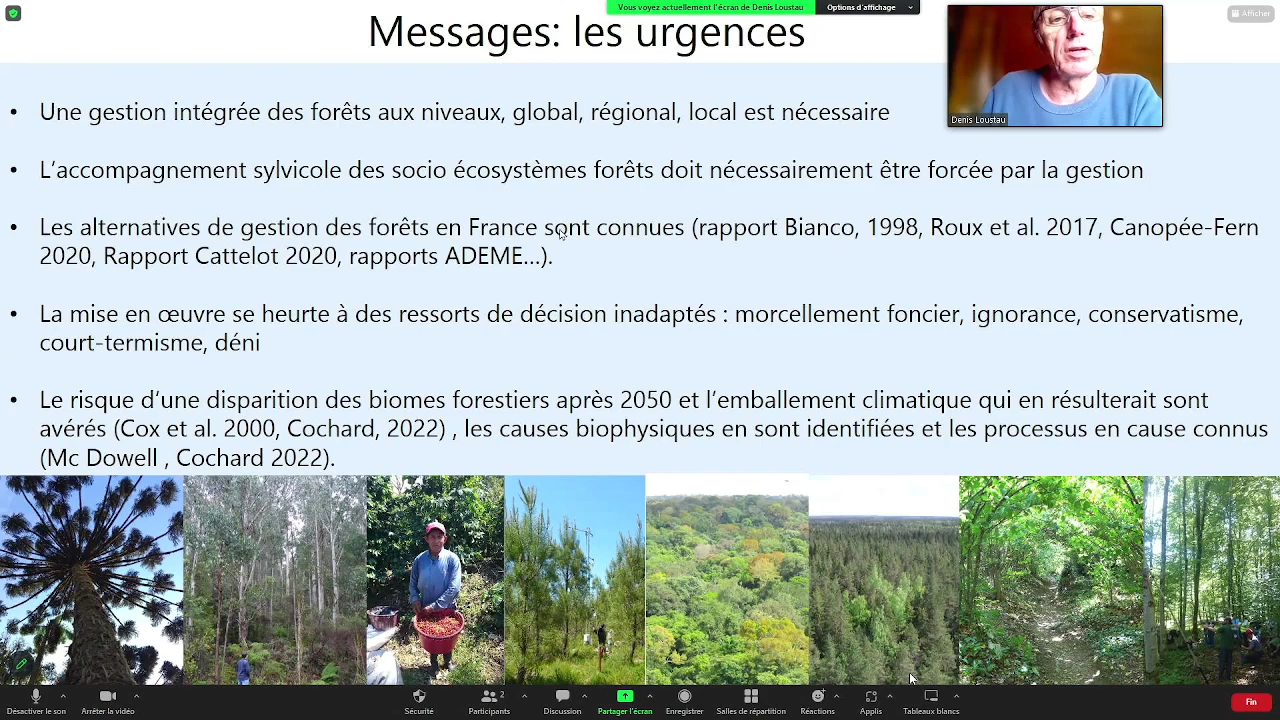 Vous voyez actuellement l'écran de Denis Loustau
Options d'affichage
Afficher
Messages: les urgences
Denis Loustau
• Une gestion intégrée des forêts aux niveaux, global, régional, local est nécessaire
• L'accompagnement sylvicole des socio écosystèmes forêts doit nécessairement être forcée par la gestion
• Les alternatives de gestion des forêts en France sont connues (rapport Bianco, 1998, Roux et al. 2017, Canopée-Fern
2020, Rapport Cattelot 2020, rapports ADEME...).
• La mise en œuvre se heurte à des ressorts de décision inadaptés : morcellement foncier, ignorance, conservatisme,
court-termisme, déni
• Le risque d'une disparition des biomes forestiers après 2050 et l'emballement climatique qui en résulterait sont
avérés (Cox et al. 2000, Cochard, 2022) , les causes biophysiques en sont identifiées et les processus en cause connus
(Mc Dowell , Cochard 2022).
Désactiver le son
Arrêter la vidéo
Sécurité
Participants
2
Discussion
Partager l'écran
Enregistrer
Salles de répartition
Réactions
Applis
Tableaux blancs
Fin